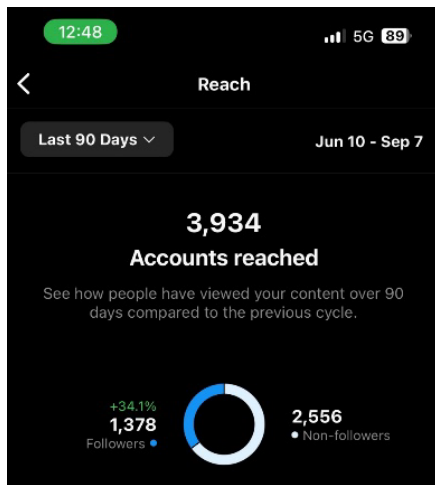 12:48
5G 89
Reach
Last 90 Days
Jun 10 - Sep 7
3,934
Accounts reached
See how people have viewed your content over 90
days compared to the previous cycle.
+34.1%
1,378
Followers
2,556
Non-followers